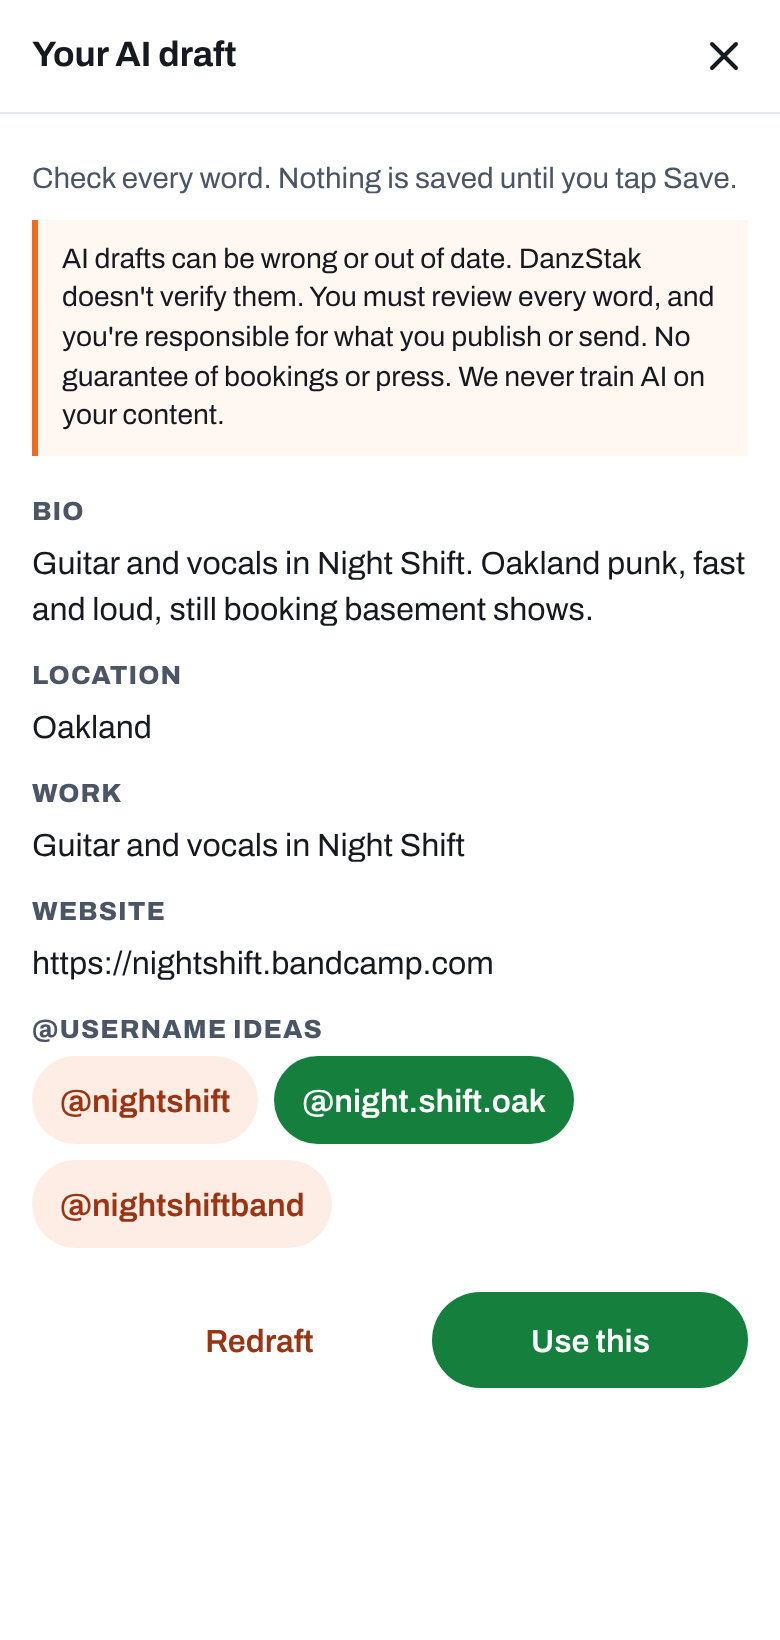 Your AI draft
Check every word. Nothing is saved until you tap Save.
AI drafts can be wrong or out of date. DanzStak
doesn't verify them. You must review every word, and
you're responsible for what you publish or send. No
guarantee of bookings or press. We never train AI on
your content.
BIO
Guitar and vocals in Night Shift. Oakland punk, fast
and loud, still booking basement shows.
LOCATION
Oakland
WORK
Guitar and vocals in Night Shift
WEBSITE
https://nightshift.bandcamp.com
@USERNAME IDEAS
@nightshift
@night.shift.oak
@nightshiftband
Redraft
Use this